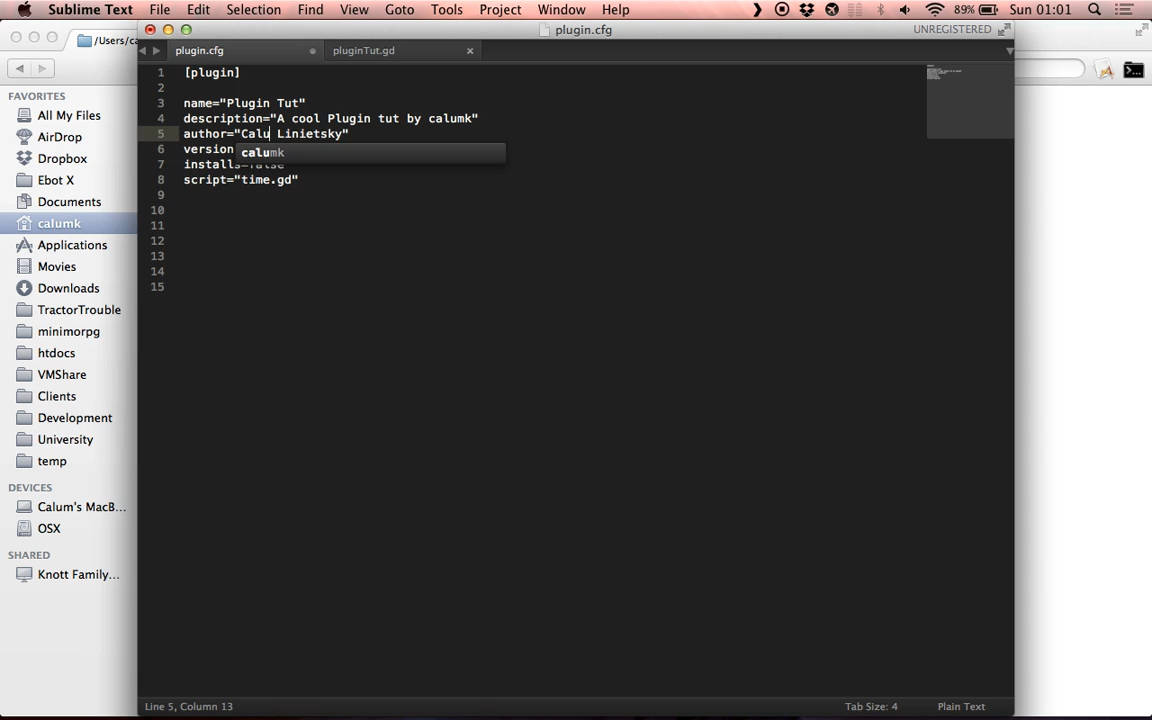 Sublime Text File Edit Selection Find View Goto Tools Project Window Help 89% Sun 01:01
/Users/ca
plugin.cfg
UNREGISTERED
plugin.cfg
pluginTut.gd
FAVORITES
All My Files
AirDrop
Dropbox
Ebot X
Documents
calumk
Applications
Movies
Downloads
TractorTrouble
minimorpg
htdocs
VMShare
Clients
Development
University
temp
DEVICES
Calum's MacB...
OSX
SHARED
Knott Family...
1 [plugin]
2
3 name="Plugin Tut"
4 description="A cool Plugin tut by calumk"
5 author="Calu Linietsky"
6 version
calumk
7 installs=false
8 script="time.gd"
9
10
11
12
13
14
15
Line 5, Column 13
Tab Size: 4
Plain Text